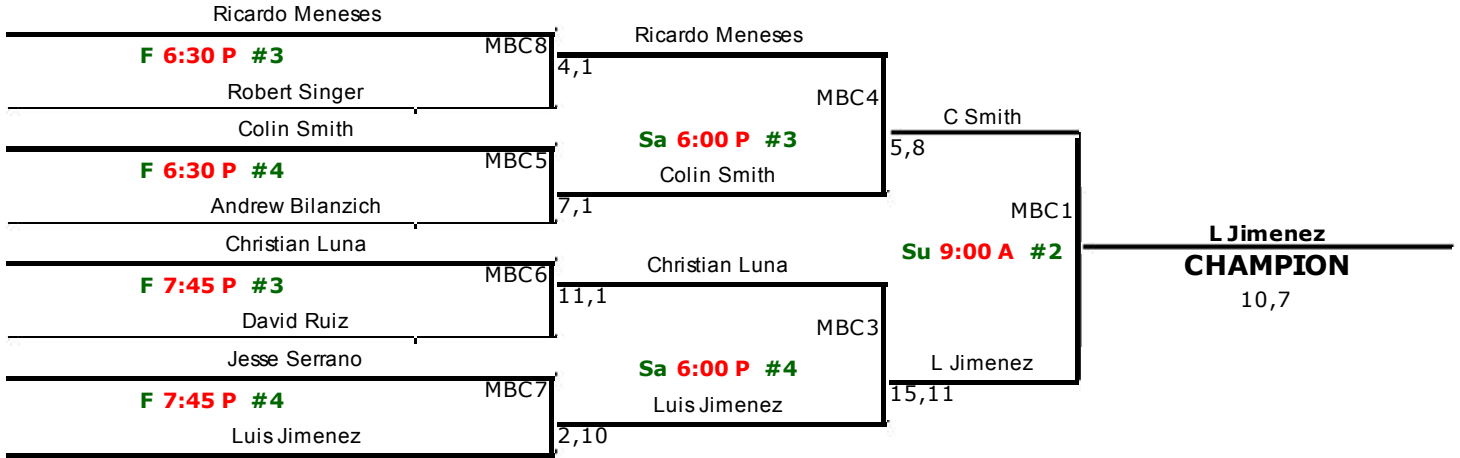 Ricardo Meneses
F 6:30 P #3
MBC8
Robert Singer
Colin Smith
F 6:30 P #4
MBC5
Andrew Bilanzich
Christian Luna
F 7:45 P #3
MBC6
David Ruiz
Jesse Serrano
F 7:45 P #4
MBC7
Luis Jimenez
Ricardo Meneses
4,1
MBC4
Sa 6:00 P #3
Colin Smith
7,1
Christian Luna
11,1
MBC3
Sa 6:00 P #4
Luis Jimenez
2,10
C Smith
5,8
MBC1
Su 9:00 A #2
L Jimenez
15,11
L Jimenez
CHAMPION
10,7